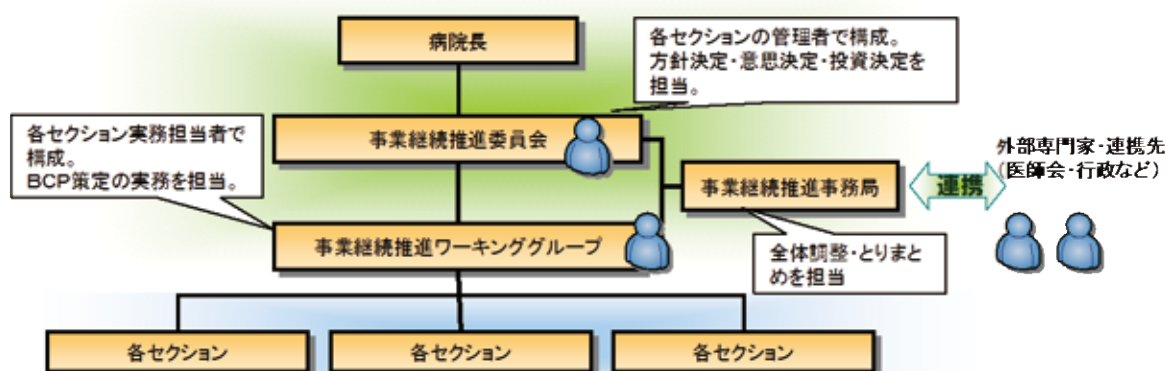 病院長
各セクションの管理者で構成。
方針決定・意思決定・投資決定を
担当。
各セクション実務担当者で
構成。
BCP策定の実務を担当。
事業継続推進委員会
外部専門家・連携先
(医師会・行政など)
事業継続推進事務局
連携
事業継続推進ワーキンググループ
全体調整・とりまと
めを担当
各セクション
各セクション
各セクション